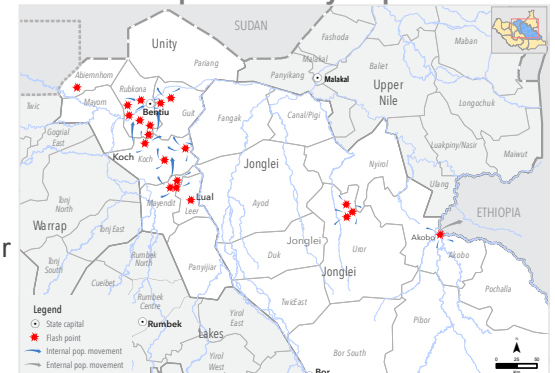 SUDAN
Unity
Fashoda
Maban
Pariang
Malakal
Abiemnhom
Panyikang
Malakal
Baliet
Rubkona
Upper
Nile
Twic
Mayom
Bentiu
Guit
Longochuk
Fangak
Canal/Pigi
Gogrial
East
Luakpiny/Nasir
Koch
Koch
Maiwut
Jonglei
Nyirol
Ulang
Tonj
North
Mayendit
Lual
Leer
Ayod
ETHIOPIA
Warrap
Tonj East
Jonglei
Uror
Akobo
Akobo
r
Tonj
South
Rumbek
North
Panyijiar
Duk
Jonglei
Cueibet
Pochalla
Rumbek
Centre
TwicEast
Legend
State capital
Flash point
Internal pop. movement
External pop. movement
Rumbek
Yirol
East
Lakes
Yirol
West
Pibor
Bor South
Bor
N
0 25 50